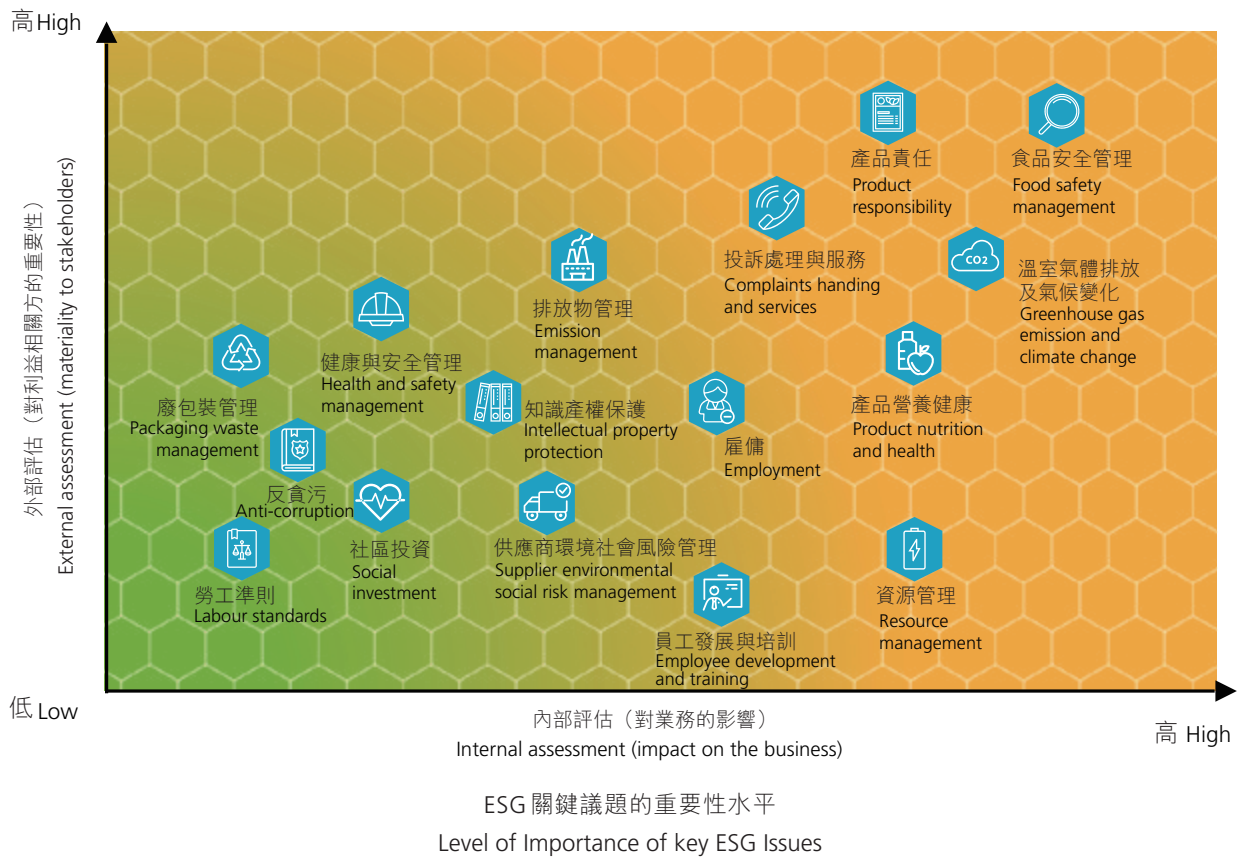 高High
外部評估（對利益相關方的重要性）
External assessment (materiality to stakeholders)
產品責任
Product
responsibility
食品安全管理
Food safety
management
投訴處理與服務
Complaints handing
and services
CO2
溫室氣體排放
及氣候變化
Greenhouse gas
emission and
climate change
排放物管理
Emission
management
健康與安全管理
Health and safety
management
廢包裝管理
Packaging waste
management
知識產權保護
Intellectual property
protection
雇傭
Employment
產品營養健康
Product nutrition
and health
反貪污
Anti-corruption
社區投資
Social
investment
供應商環境社會風險管理
Supplier environmental
social risk management
勞工準則
Labour standards
員工發展與培訓
Employee development
and training
資源管理
Resource
management
低 Low
內部評估（對業務的影響）
Internal assessment (impact on the business)
高 High
ESG 關鍵議題的重要性水平
Level of Importance of key ESG Issues